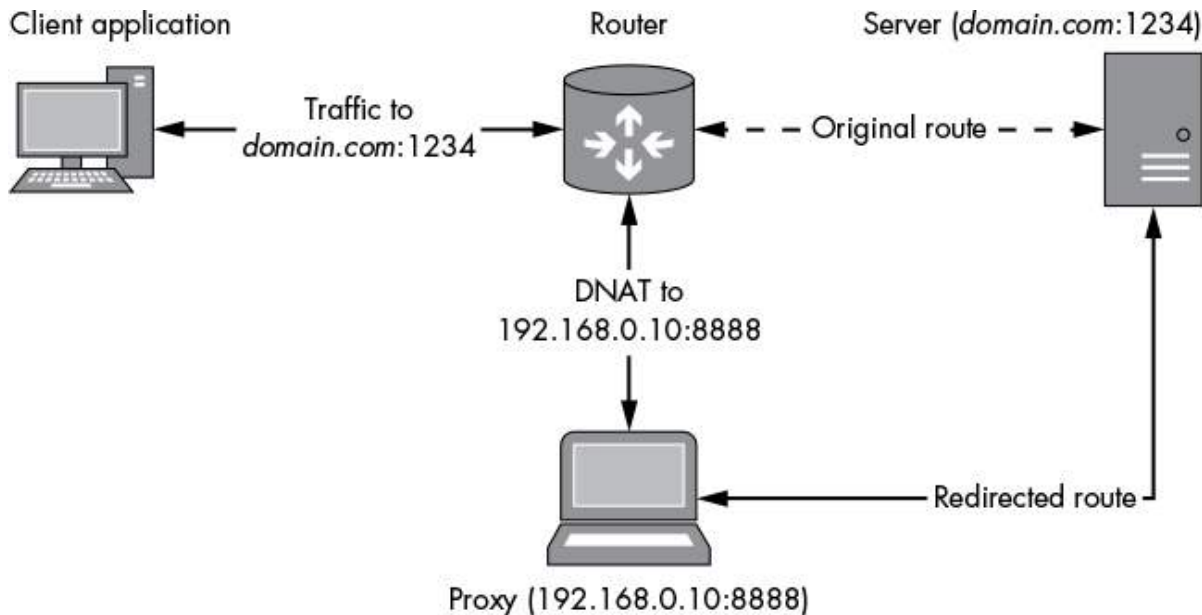 Client application
Router
Server (domain.com:1234)
Traffic to
domain.com:1234
Original route
DNAT to
192.168.0.10:8888
Redirected route
Proxy (192.168.0.10:8888)